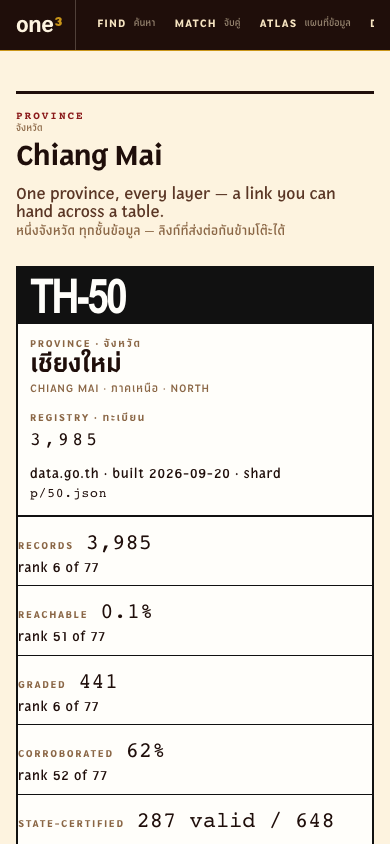 one³ FIND ค้นหา MATCH จับคู่ ATLAS แผนที่ข้อมูล
PROVINCE
จังหวัด
Chiang Mai
One province, every layer — a link you can
hand across a table.
หนึ่งจังหวัด ทุกชั้นข้อมูล — ลิงก์ที่ส่งต่อกันข้ามโต๊ะได้
TH-50
PROVINCE · จังหวัด
เชียงใหม่
CHIANG MAI · ภาคเหนือ · NORTH
REGISTRY · ทะเบียน
3,985
data.go.th · built 2026-09-20 · shard
p/50.json
RECORDS 3,985
rank 6 of 77
REACHABLE 0.1%
rank 51 of 77
GRADED 441
rank 6 of 77
CORROBORATED 62%
rank 52 of 77
STATE-CERTIFIED 287 valid / 648